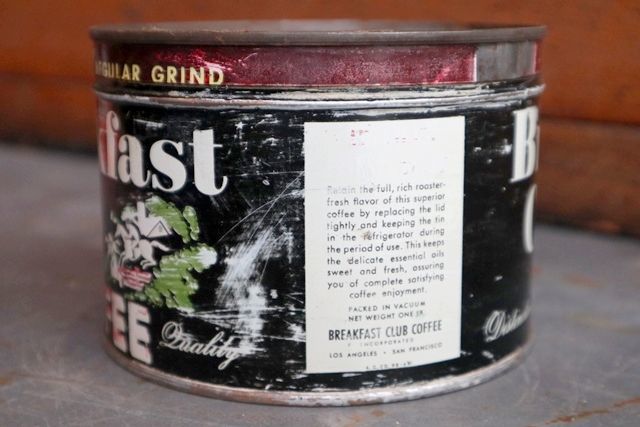 REGULAR GRIND
fast
EE
Quality
Retain the full, rich roaster-
fresh flavor of this superior
coffee by replacing the lid
tightly and keeping the tin
in the refrigerator during
the period of use. This keeps
the delicate essential oils
sweet and fresh, assuring
you of complete satisfying
coffee enjoyment.
PACKED IN VACUUM
NET WEIGHT ONE LB.
BREAKFAST CLUB COFFEE
INCORPORATED
LOS ANGELES • SAN FRANCISCO
B